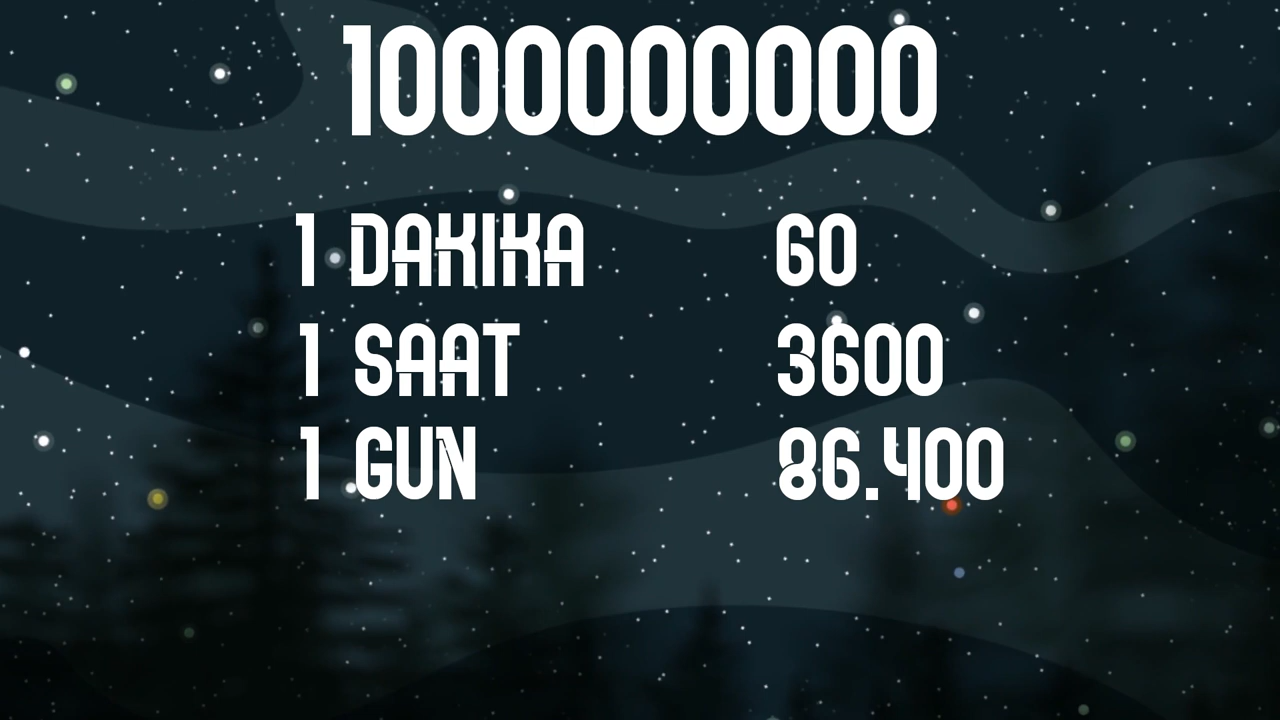 1000000000
1 DAKIKA 60
1 SAAT 3600
1 GUN 86.400